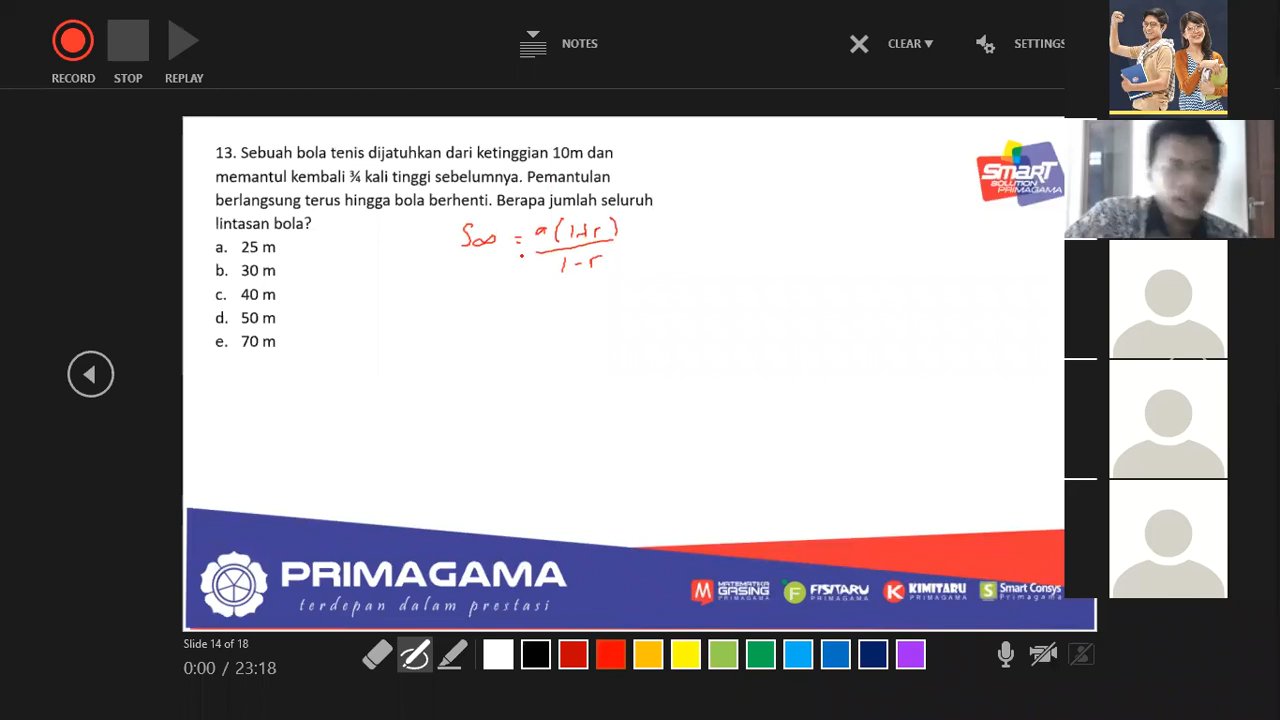 RECORD
STOP
REPLAY
NOTES
CLEAR
SETTINGS
13. Sebuah bola tenis dijatuhkan dari ketinggian 10m dan
memantul kembali ¾ kali tinggi sebelumnya. Pemantulan
berlangsung terus hingga bola berhenti. Berapa jumlah seluruh
lintasan bola?
a. 25 m
b. 30 m
c. 40 m
d. 50 m
e. 70 m
S∞ = a(1+r)
1-r
SMART
SOLUTION
PRIMAGAMA
PRIMAGAMA
terdepan dalam prestasi
M MATEMATIKA
GASING
PRIMAGAMA
F FISITARU
PRIMAGAMA
K KIMITARU
PRIMAGAMA
S Smart Consys
Primagama
Slide 14 of 18
0:00 / 23:18